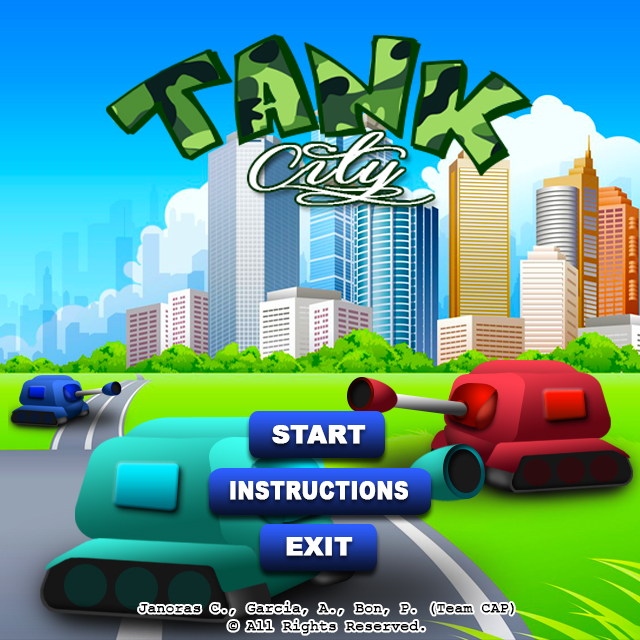 TANK
City
START
INSTRUCTIONS
EXIT
Janoras C., Garcia, A., Bon, P. (Team CAP)
© All Rights Reserved.